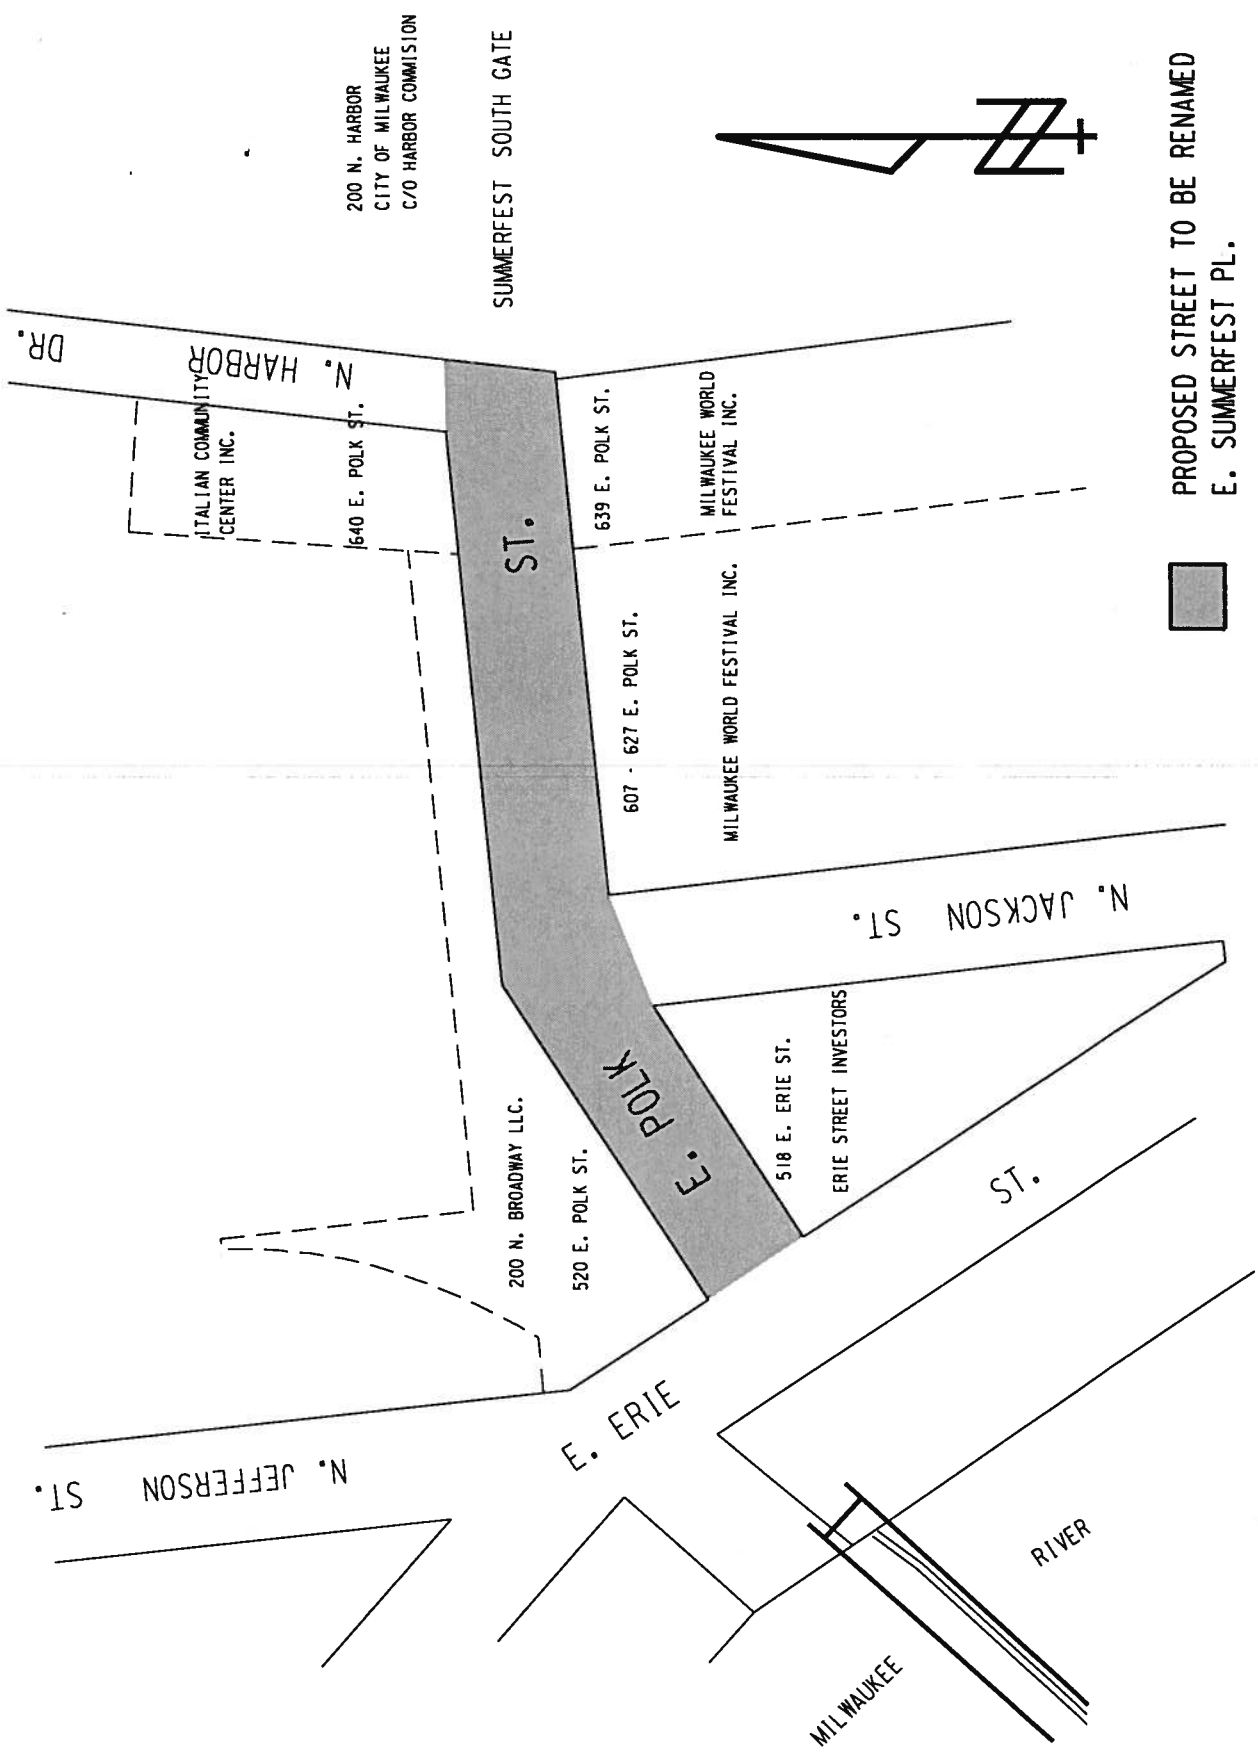 N. HARBOR DR.
200 N. HARBOR
CITY OF MILWAUKEE
C/O HARBOR COMMISION
SUMMERFEST SOUTH GATE
ITALIAN COMMUNITY
CENTER INC.
640 E. POLK ST.
639 E. POLK ST.
MILWAUKEE WORLD
FESTIVAL INC.
E. POLK ST.
607 - 627 E. POLK ST.
MILWAUKEE WORLD FESTIVAL INC.
N. JACKSON ST.
200 N. BROADWAY LLC.
520 E. POLK ST.
518 E. ERIE ST.
ERIE STREET INVESTORS
N. JEFFERSON ST.
E. ERIE ST.
MILWAUKEE RIVER
N
PROPOSED STREET TO BE RENAMED
E. SUMMERFEST PL.